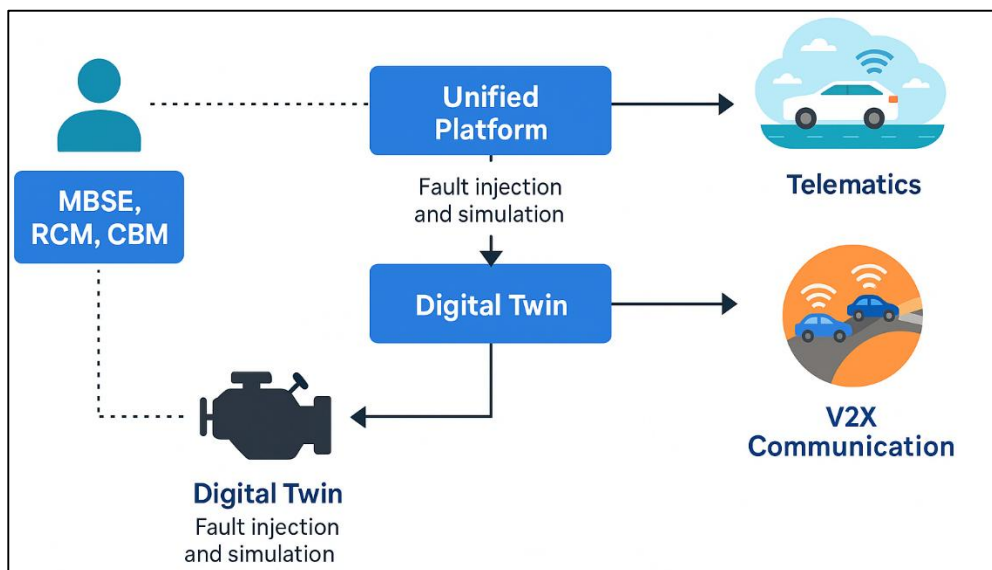 Unified
Platform
Telematics
MBSE,
RCM, CBM
Fault injection
and simulation
Digital Twin
V2X
Communication
Digital Twin
Fault injection
and simulation